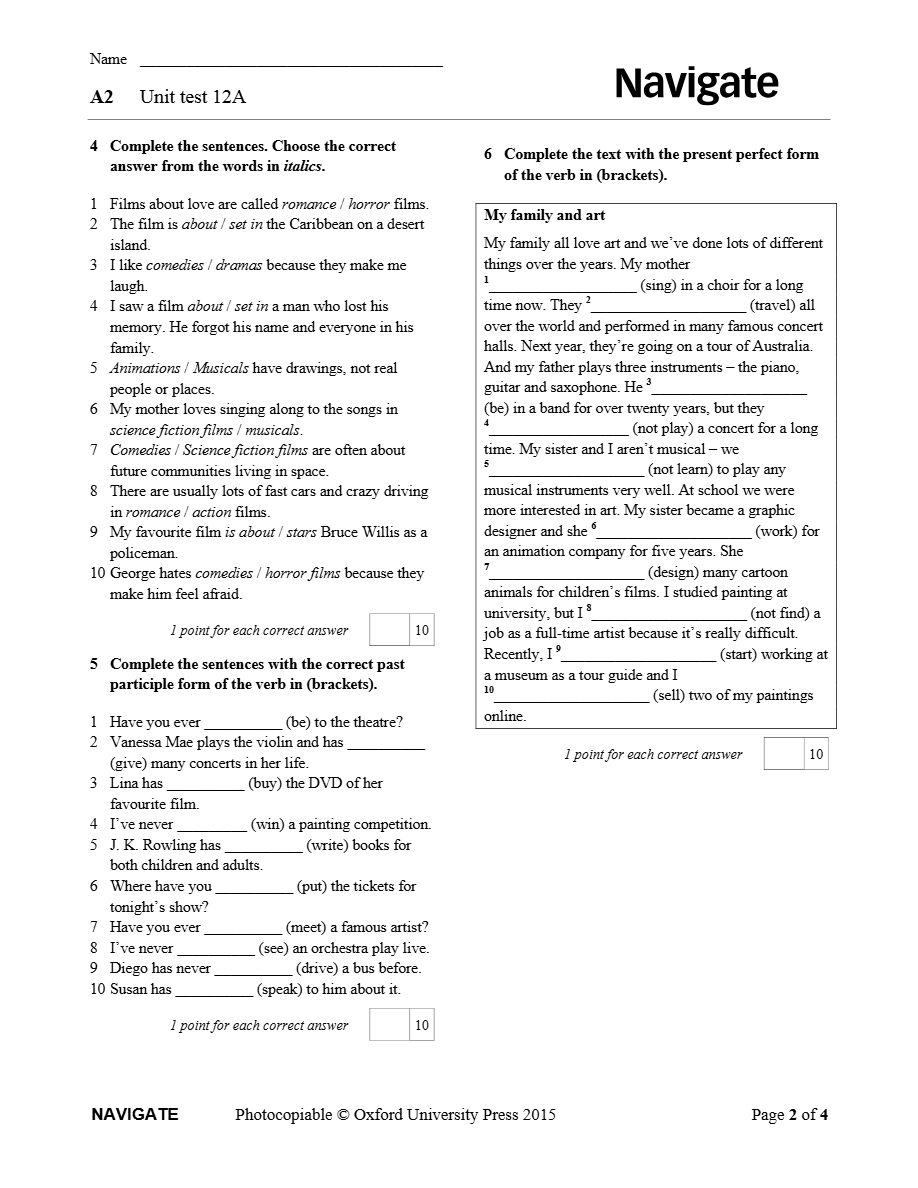 Name ______________________________________
Navigate
A2 Unit test 12A
4 Complete the sentences. Choose the correct
answer from the words in italics.
1 Films about love are called romance / horror films.
2 The film is about / set in the Caribbean on a desert
island.
3 I like comedies / dramas because they make me
laugh.
4 I saw a film about / set in a man who lost his
memory. He forgot his name and everyone in his
family.
5 Animations / Musicals have drawings, not real
people or places.
6 My mother loves singing along to the songs in
science fiction films / musicals.
7 Comedies / Science fiction films are often about
future communities living in space.
8 There are usually lots of fast cars and crazy driving
in romance / action films.
9 My favourite film is about / stars Bruce Willis as a
policeman.
10 George hates comedies / horror films because they
make him feel afraid.
1 point for each correct answer 10
5 Complete the sentences with the correct past
participle form of the verb in (brackets).
1 Have you ever __________ (be) to the theatre?
2 Vanessa Mae plays the violin and has __________
(give) many concerts in her life.
3 Lina has __________ (buy) the DVD of her
favourite film.
4 I’ve never _________ (win) a painting competition.
5 J. K. Rowling has __________ (write) books for
both children and adults.
6 Where have you __________ (put) the tickets for
tonight’s show?
7 Have you ever __________ (meet) a famous artist?
8 I’ve never __________ (see) an orchestra play live.
9 Diego has never __________ (drive) a bus before.
10 Susan has __________ (speak) to him about it.
1 point for each correct answer 10
6 Complete the text with the present perfect form
of the verb in (brackets).
My family and art
My family all love art and we’ve done lots of different
things over the years. My mother
1___________________ (sing) in a choir for a long
time now. They 2____________________ (travel) all
over the world and performed in many famous concert
halls. Next year, they’re going on a tour of Australia.
And my father plays three instruments – the piano,
guitar and saxophone. He 3____________________
(be) in a band for over twenty years, but they
4__________________ (not play) a concert for a long
time. My sister and I aren’t musical – we
5____________________ (not learn) to play any
musical instruments very well. At school we were
more interested in art. My sister became a graphic
designer and she 6____________________ (work) for
an animation company for five years. She
7____________________ (design) many cartoon
animals for children’s films. I studied painting at
university, but I 8____________________ (not find) a
job as a full-time artist because it’s really difficult.
Recently, I 9____________________ (start) working at
a museum as a tour guide and I
10____________________ (sell) two of my paintings
online.
1 point for each correct answer 10
NAVIGATE Photocopiable © Oxford University Press 2015 Page 2 of 4